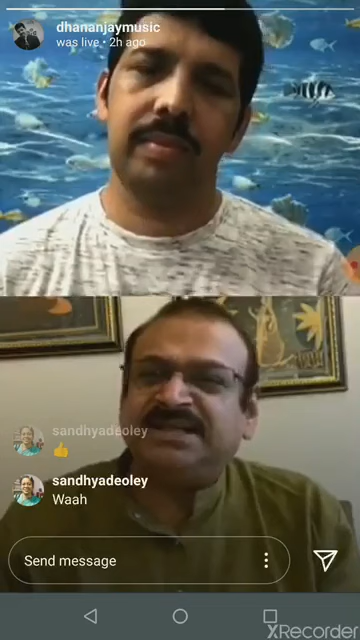 dhananjaymusic
was live • 2h ago
sandhyadeoley
👍
sandhyadeoley
Waah
Send message
XRecorder